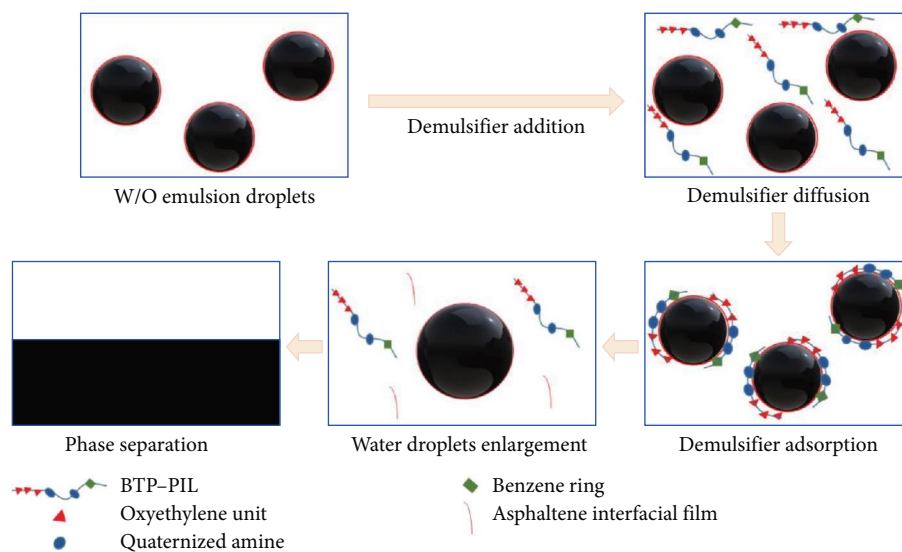 Demulsifier addition
W/O emulsion droplets
Demulsifier diffusion
Phase separation
Water droplets enlargement
Demulsifier adsorption
BTP–PIL
Oxyethylene unit
Quaternized amine
Benzene ring
Asphaltene interfacial film